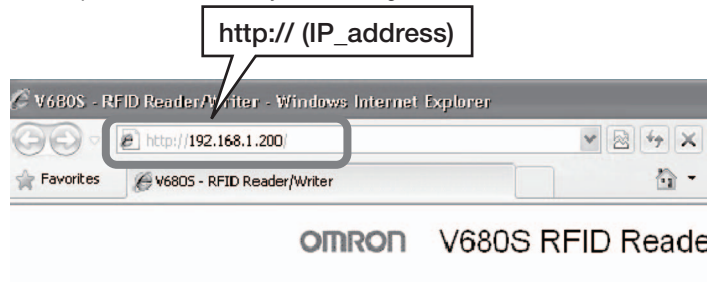 http:// (IP_address)
V680S - RFID Reader/Writer - Windows Internet Explorer
http://192.168.1.200/
Favorites
V680S - RFID Reader/Writer
OMRON V680S RFID Reade